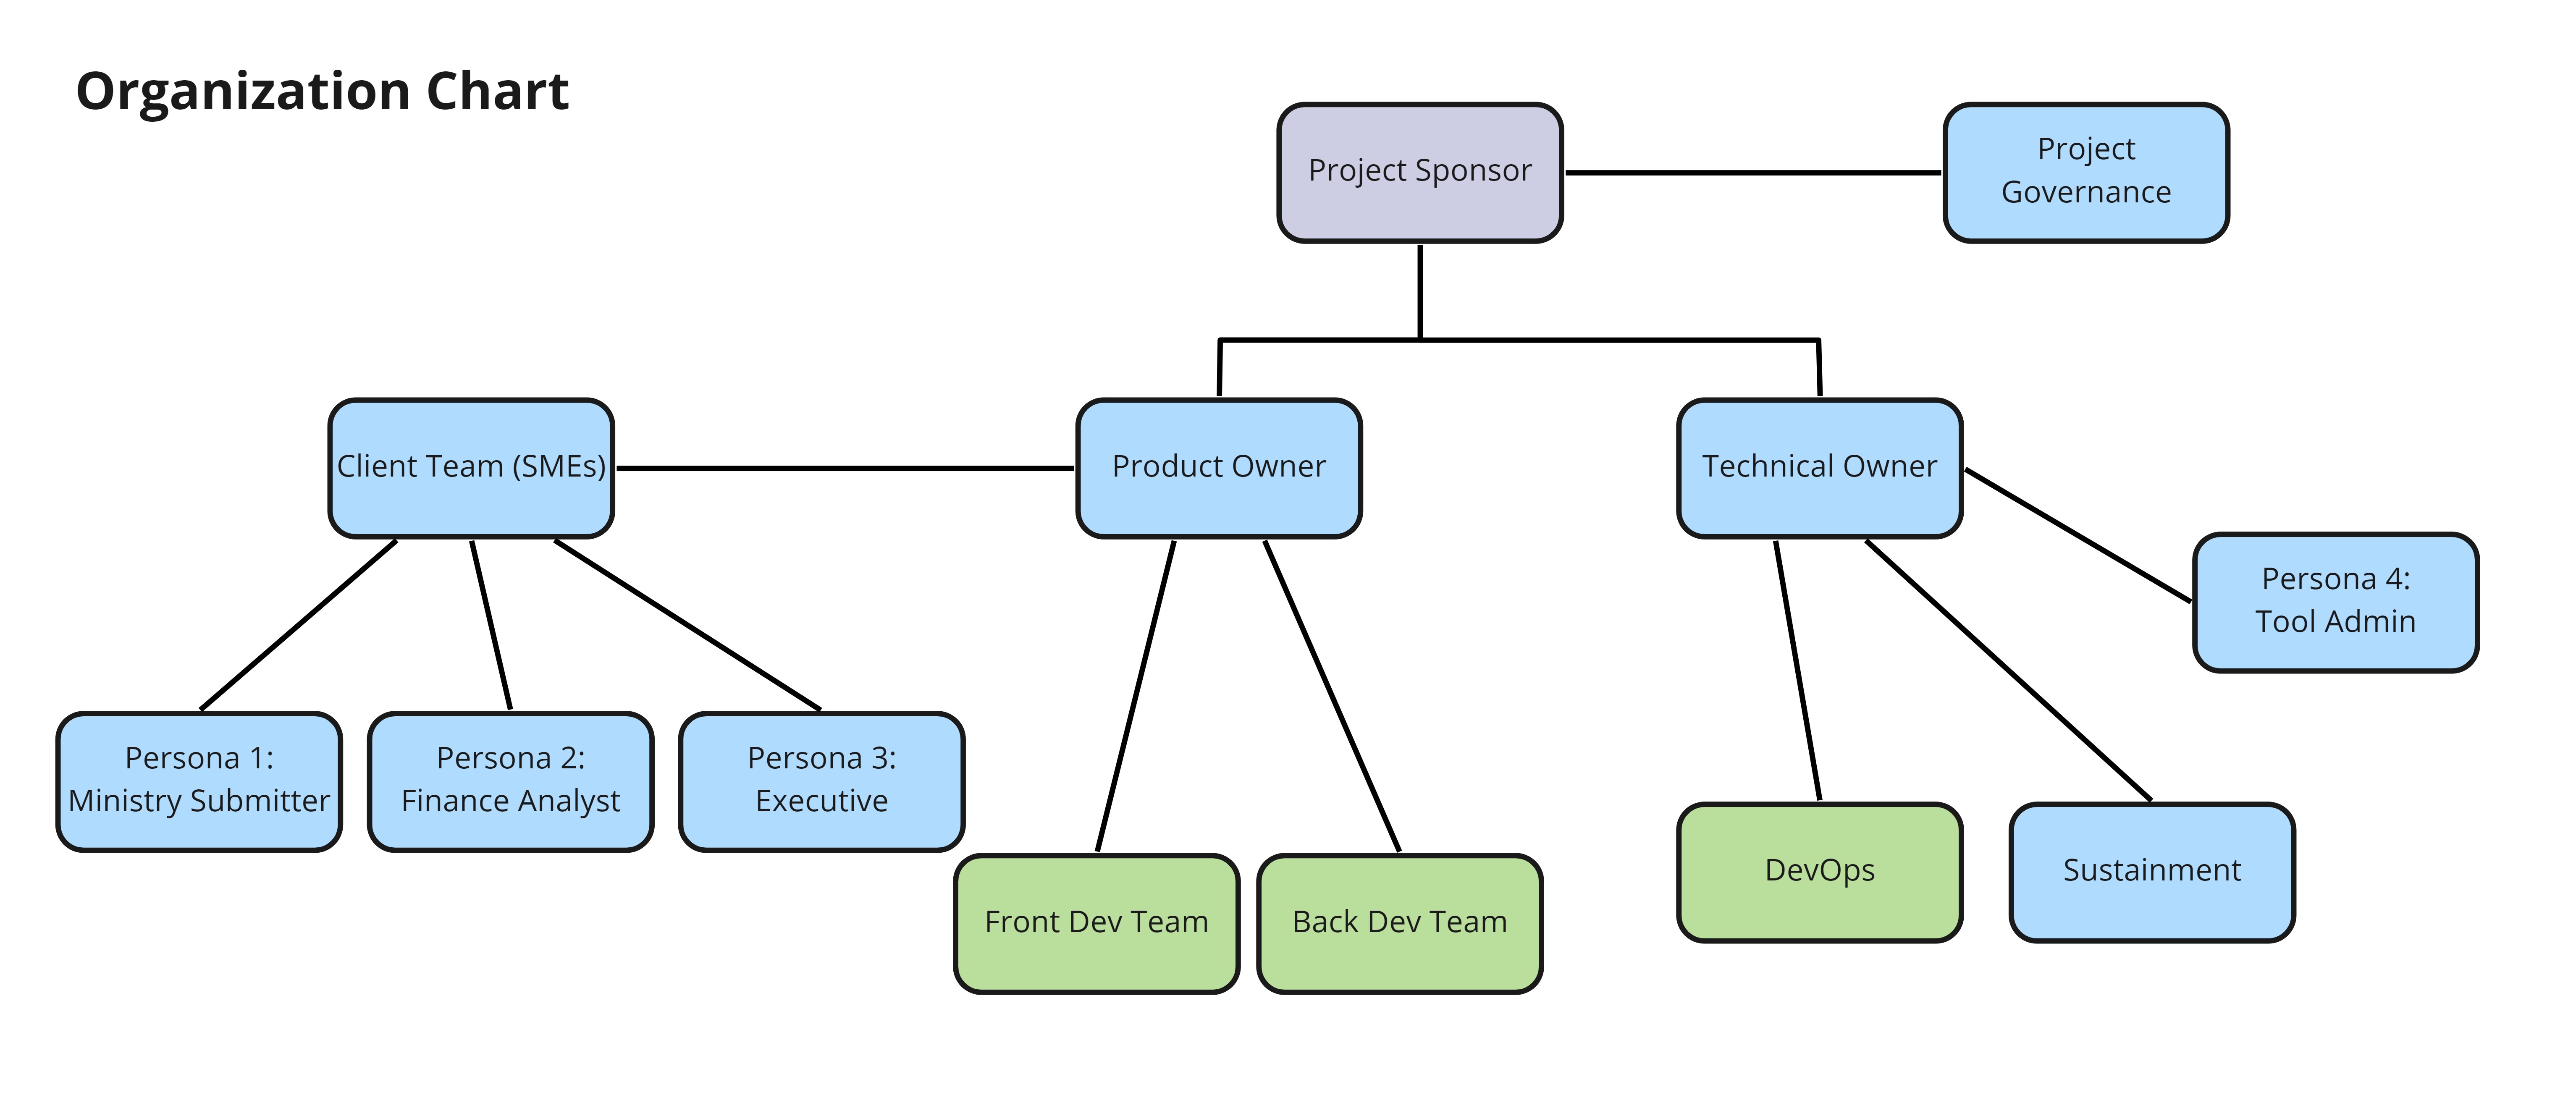 Organization Chart
Project Sponsor
Project
Governance
Client Team (SMEs)
Product Owner
Technical Owner
Persona 4:
Tool Admin
Persona 1:
Ministry Submitter
Persona 2:
Finance Analyst
Persona 3:
Executive
Front Dev Team
Back Dev Team
DevOps
Sustainment